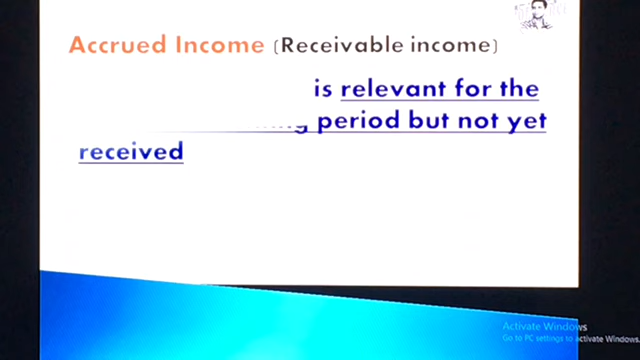 Accrued Income (Receivable income)
is relevant for the
period but not yet
received
Activate Windows
Go to PC settings to activate Windows.